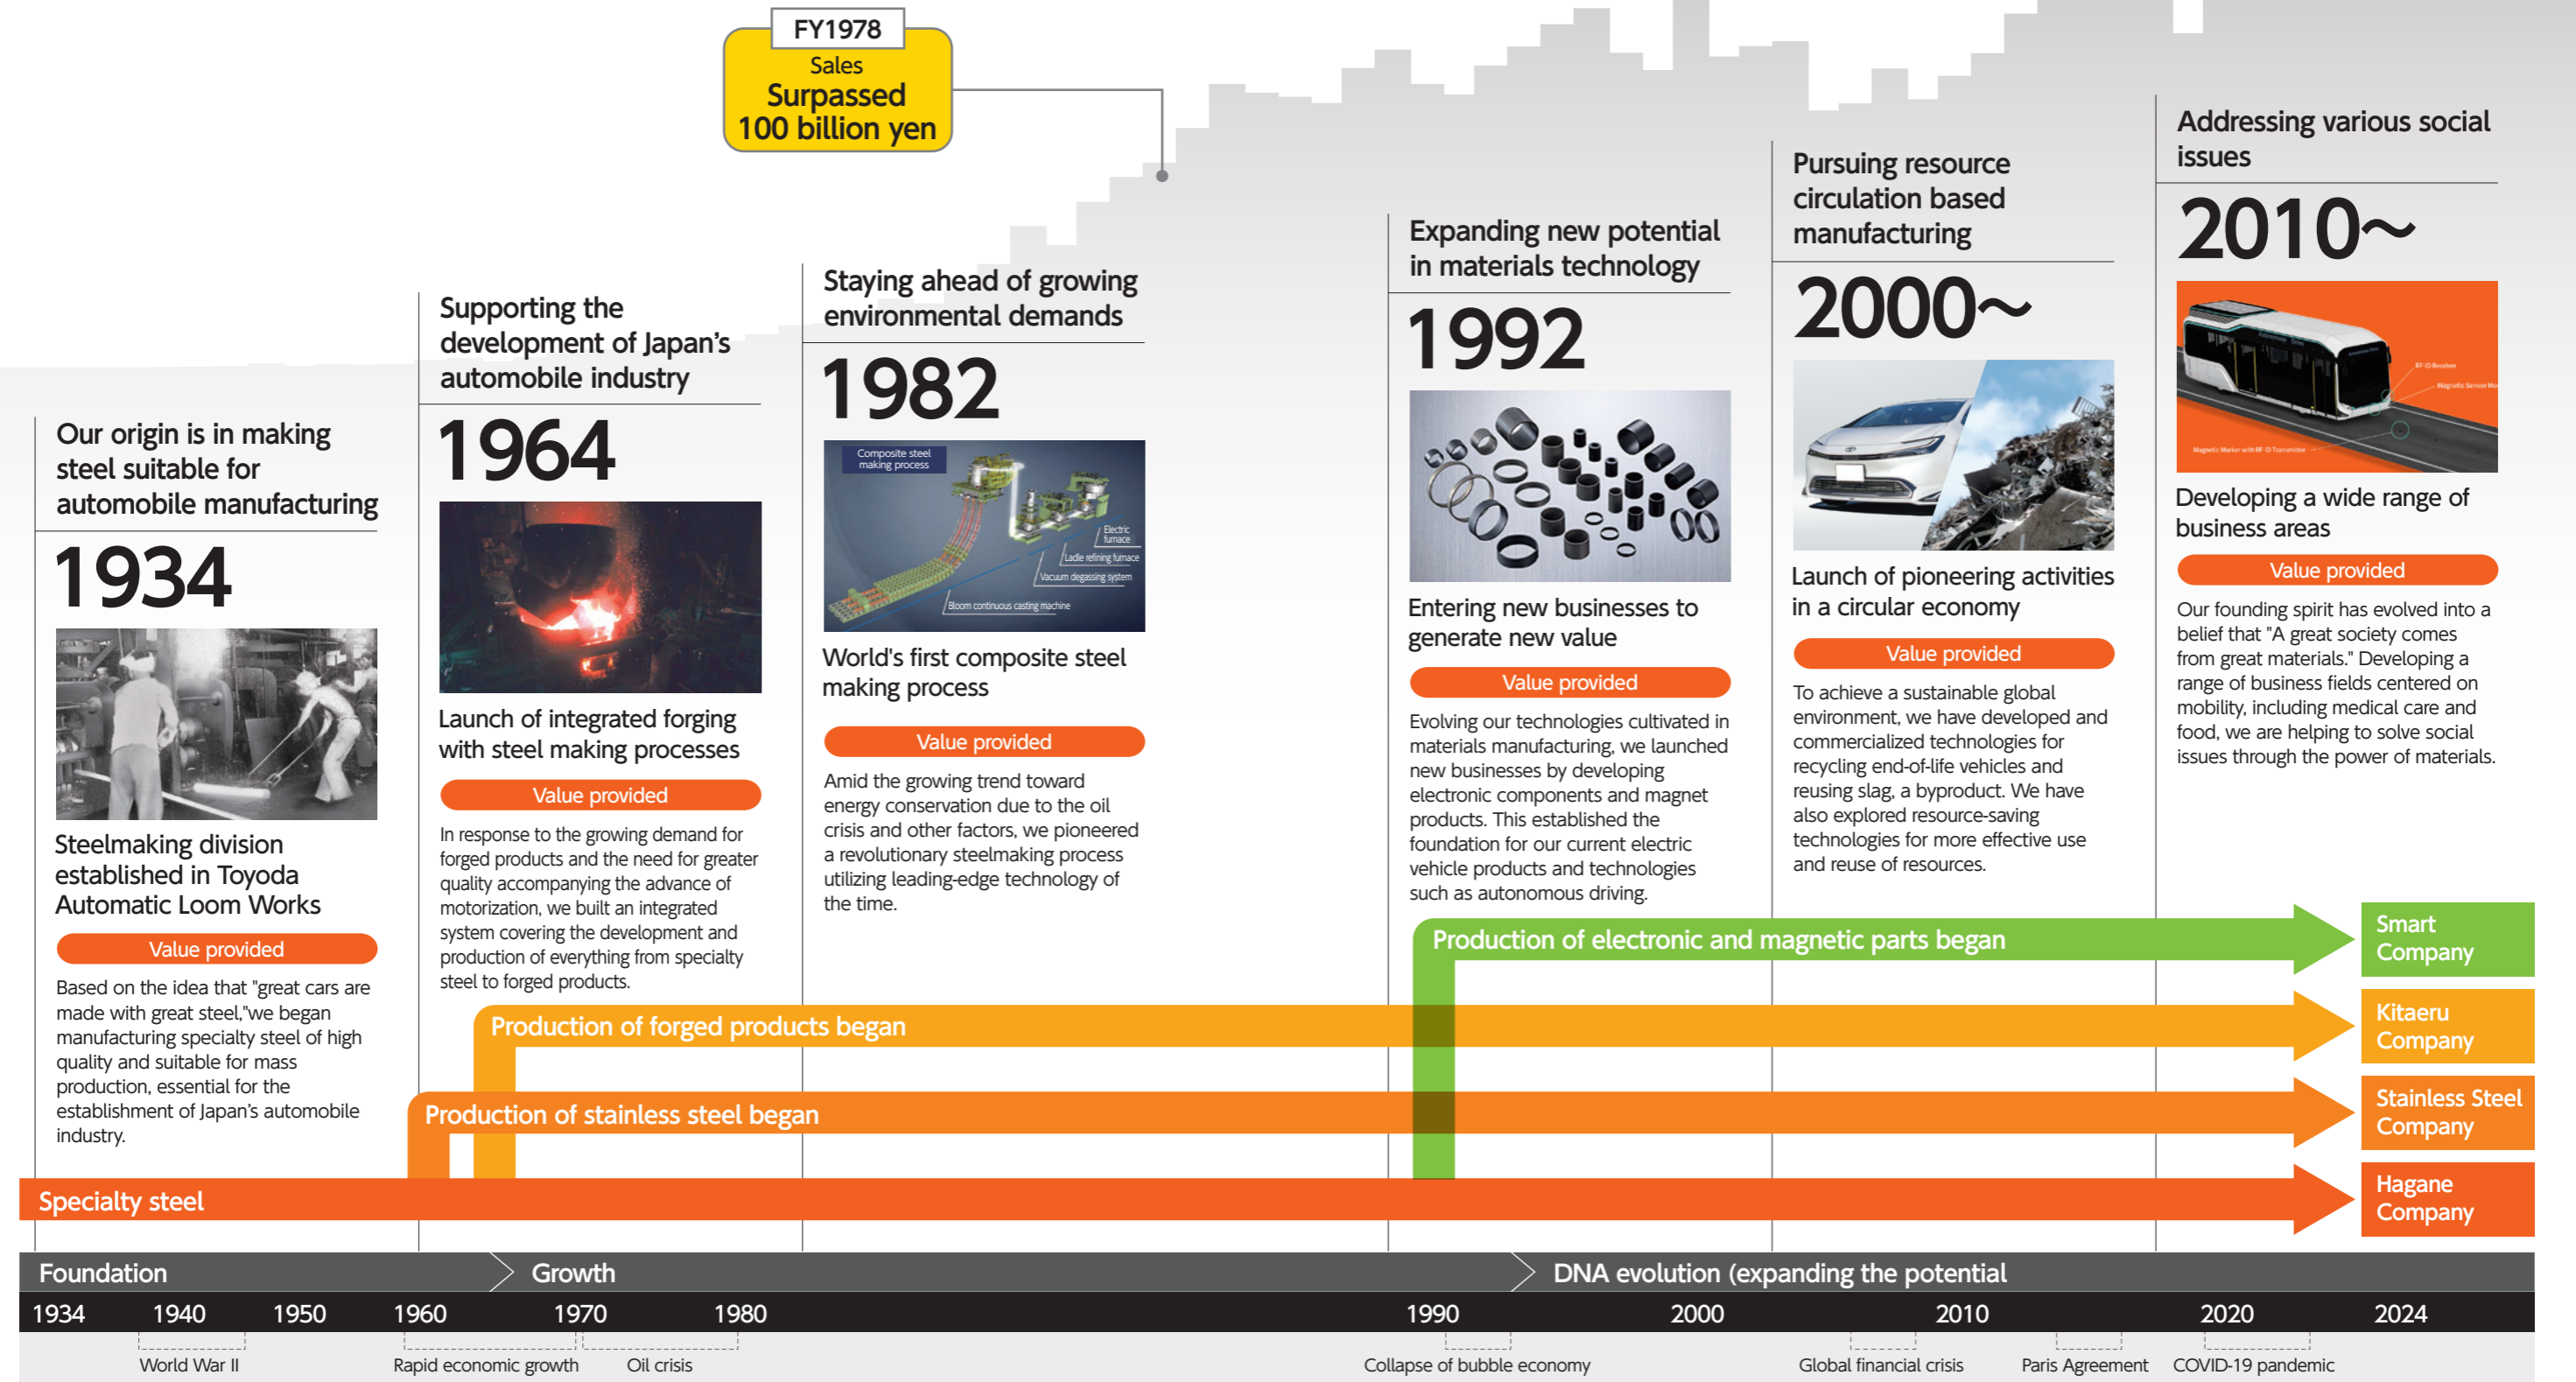 FY1978
Sales
Surpassed
100 billion yen
Our origin is in making
steel suitable for
automobile manufacturing
1934
Steelmaking division
established in Toyoda
Automatic Loom Works
Value provided
Based on the idea that "great cars are
made with great steel,"we began
manufacturing specialty steel of high
quality and suitable for mass
production, essential for the
establishment of Japan's automobile
industry.
Supporting the
development of Japan's
automobile industry
1964
Launch of integrated forging
with steel making processes
Value provided
In response to the growing demand for
forged products and the need for greater
quality accompanying the advance of
motorization, we built an integrated
system covering the development and
production of everything from specialty
steel to forged products.
Staying ahead of growing
environmental demands
1982
Composite steel
making process
Electric
furnace
Ladle refining furnace
Vacuum degassing system
Bloom continuous casting machine
World's first composite steel
making process
Value provided
Amid the growing trend toward
energy conservation due to the oil
crisis and other factors, we pioneered
a revolutionary steelmaking process
utilizing leading-edge technology of
the time.
Expanding new potential
in materials technology
1992
Entering new businesses to
generate new value
Value provided
Evolving our technologies cultivated in
materials manufacturing, we launched
new businesses by developing
electronic components and magnet
products. This established the
foundation for our current electric
vehicle products and technologies
such as autonomous driving.
Pursuing resource
circulation based
manufacturing
2000~
Launch of pioneering activities
in a circular economy
Value provided
To achieve a sustainable global
environment, we have developed and
commercialized technologies for
recycling end-of-life vehicles and
reusing slag, a byproduct. We have
also explored resource-saving
technologies for more effective use
and reuse of resources.
Addressing various social
issues
2010~
RF-ID Receiver
Magnetic Sensor Mo
Magnetic Marker with RF-ID Transmitter
Developing a wide range of
business areas
Value provided
Our founding spirit has evolved into a
belief that "A great society comes
from great materials." Developing a
range of business fields centered on
mobility, including medical care and
food, we are helping to solve social
issues through the power of materials.
Production of electronic and magnetic parts began
Smart
Company
Production of forged products began
Kitaeru
Company
Production of stainless steel began
Stainless Steel
Company
Specialty steel
Hagane
Company
Foundation
Growth
DNA evolution (expanding the potential
1934 1940 1950 1960 1970 1980 1990 2000 2010 2020 2024
World War II Rapid economic growth Oil crisis Collapse of bubble economy Global financial crisis Paris Agreement COVID-19 pandemic